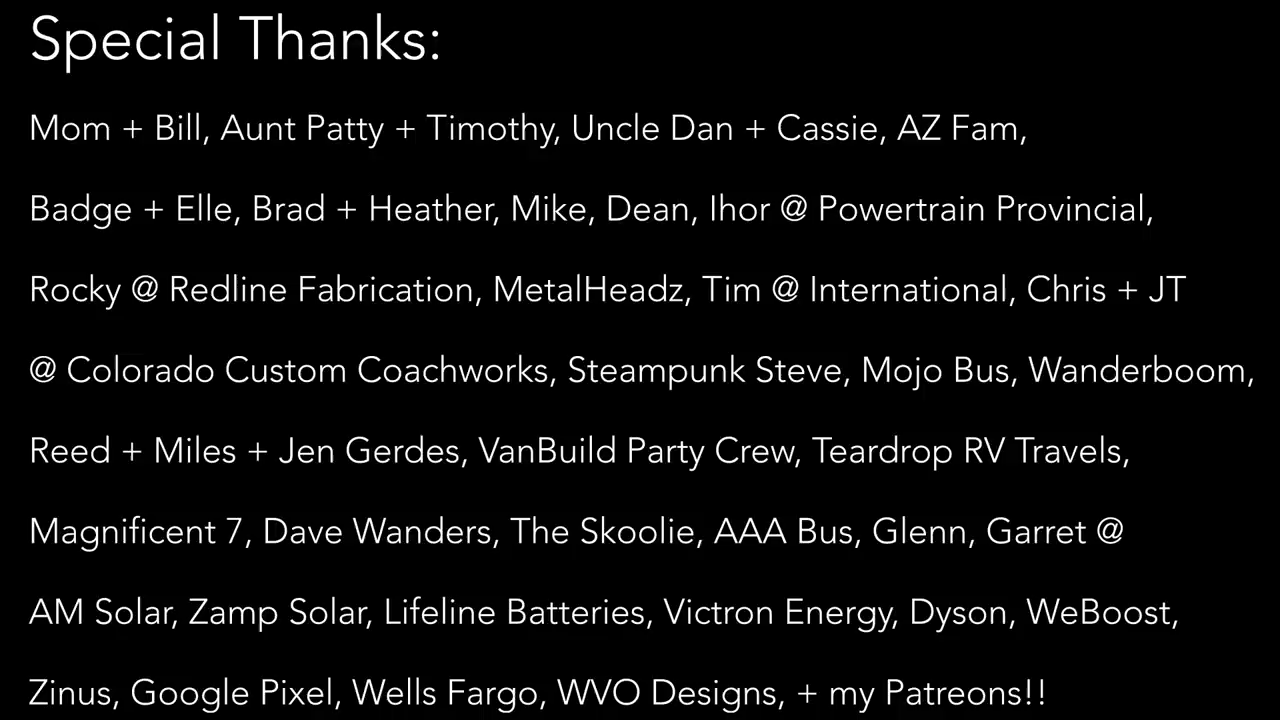 Special Thanks:
Mom + Bill, Aunt Patty + Timothy, Uncle Dan + Cassie, AZ Fam,
Badge + Elle, Brad + Heather, Mike, Dean, Ihor @ Powertrain Provincial,
Rocky @ Redline Fabrication, MetalHeadz, Tim @ International, Chris + JT
@ Colorado Custom Coachworks, Steampunk Steve, Mojo Bus, Wanderboom,
Reed + Miles + Jen Gerdes, VanBuild Party Crew, Teardrop RV Travels,
Magnificent 7, Dave Wanders, The Skoolie, AAA Bus, Glenn, Garret @
AM Solar, Zamp Solar, Lifeline Batteries, Victron Energy, Dyson, WeBoost,
Zinus, Google Pixel, Wells Fargo, WVO Designs, + my Patreons!!